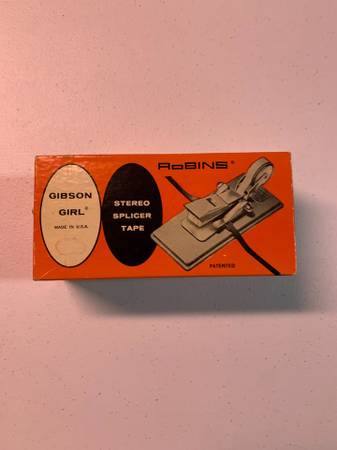 ROBINS®
GIBSON
GIRL®
MADE IN U.S.A.
STEREO
SPLICER
TAPE
PATENTED